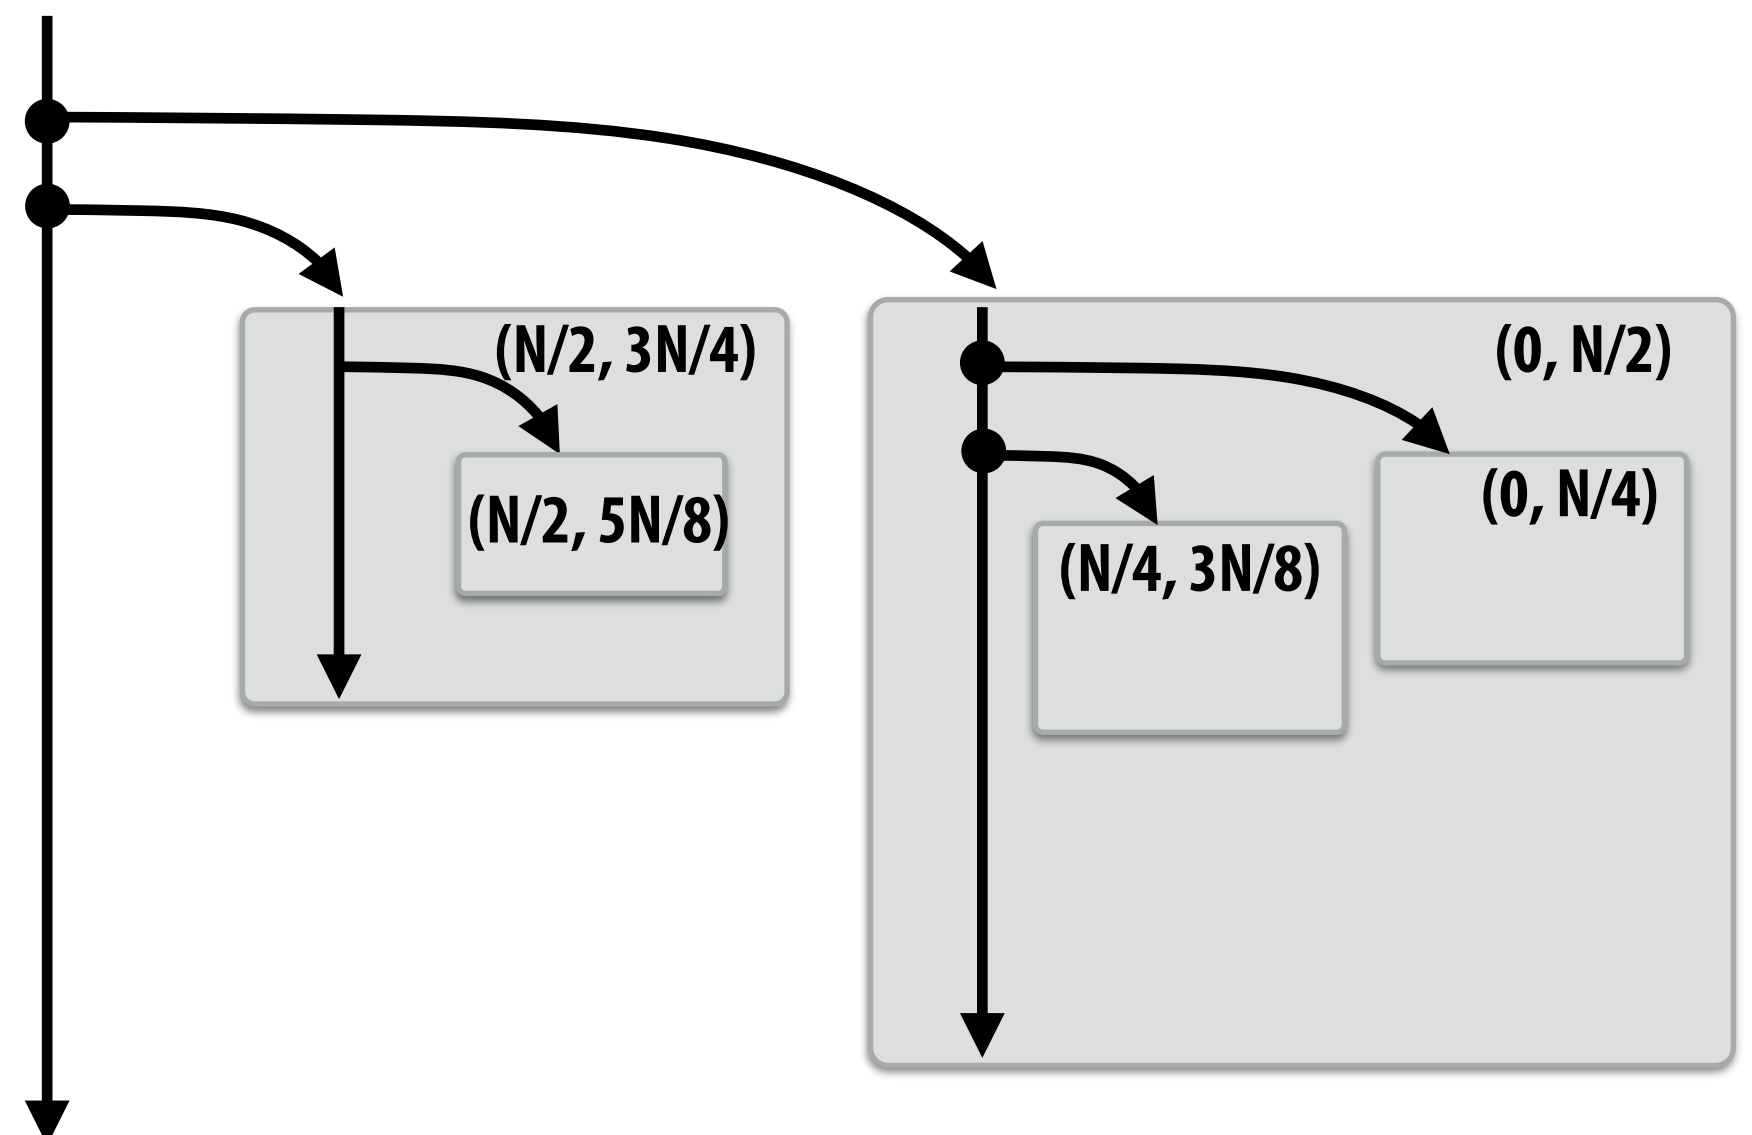 (N/2, 3N/4)
(0, N/2)
(N/2, 5N/8)
(0, N/4)
(N/4, 3N/8)